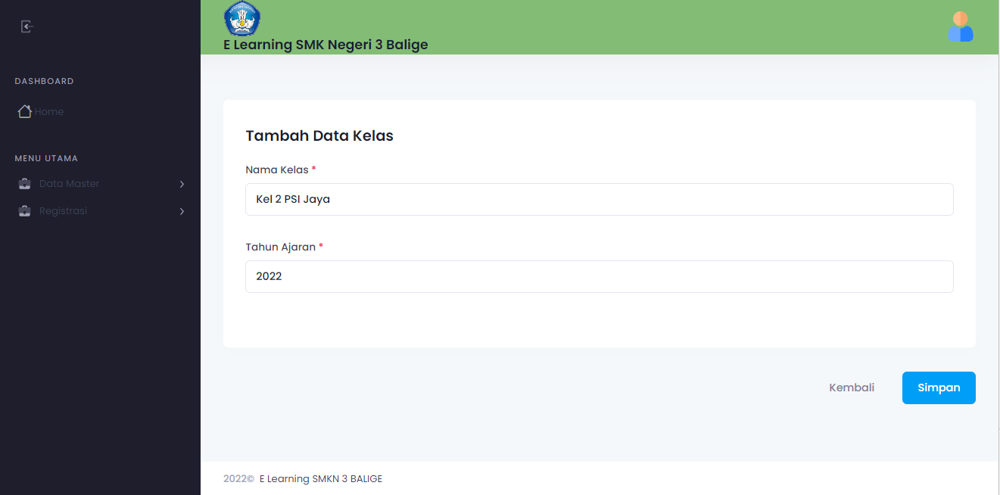 E Learning SMK Negeri 3 Balige
DASHBOARD
Home
MENU UTAMA
Data Master
Registrasi
Tambah Data Kelas
Nama Kelas *
Kel 2 PSI Jaya
Tahun Ajaran *
2022
Kembali
Simpan
2022© E Learning SMKN 3 BALIGE